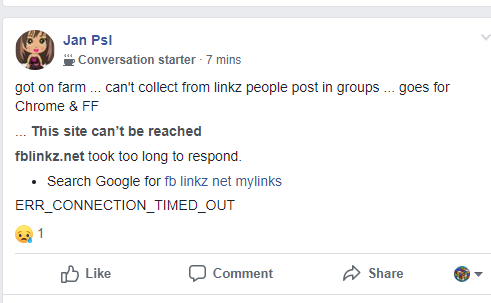 Jan Psl
Conversation starter · 7 mins
got on farm ... can't collect from linkz people post in groups ... goes for
Chrome & FF
... This site can’t be reached
fblinkz.net took too long to respond.
• Search Google for fb linkz net mylinks
ERR_CONNECTION_TIMED_OUT
1
Like Comment Share